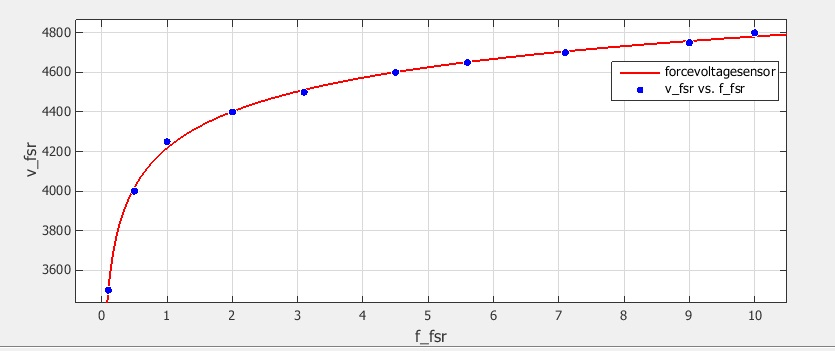 4800
4600
4400
4200
4000
3800
3600
v_fsr
forcevoltagesensor
v_fsr vs. f_fsr
0 1 2 3 4 5 6 7 8 9 10
f_fsr